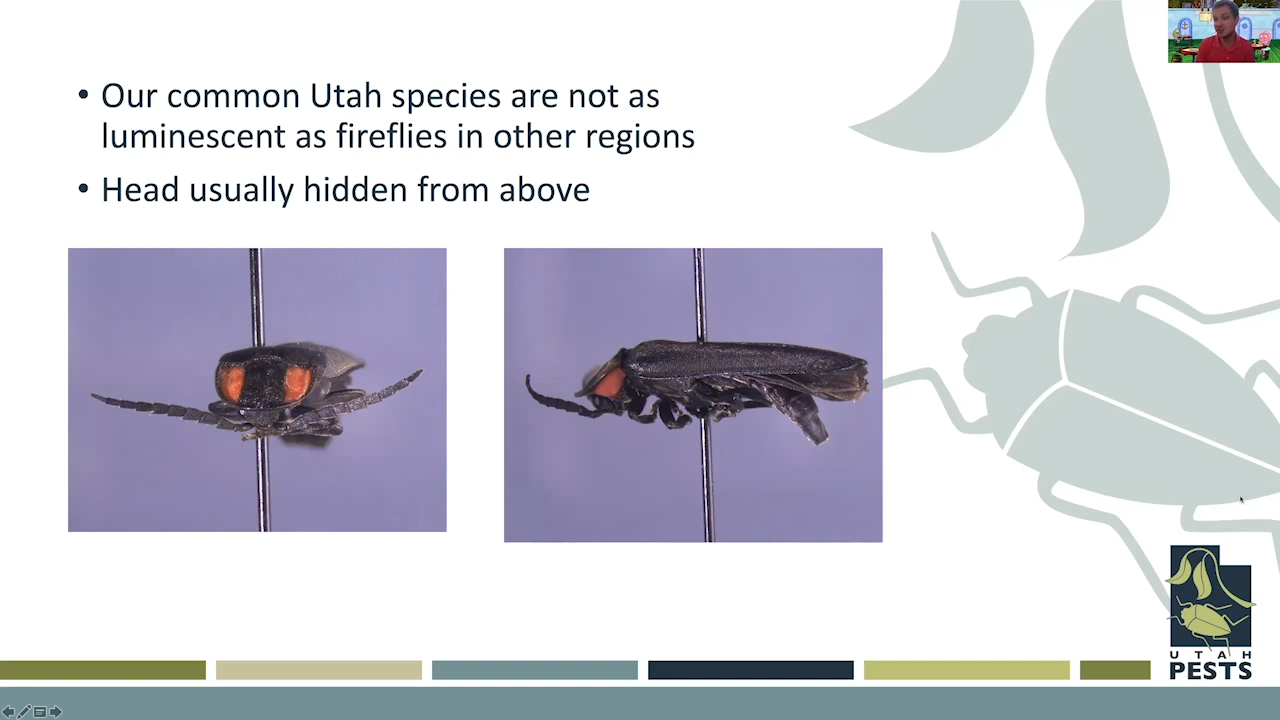 • Our common Utah species are not as
luminescent as fireflies in other regions
• Head usually hidden from above
UTAH
PESTS